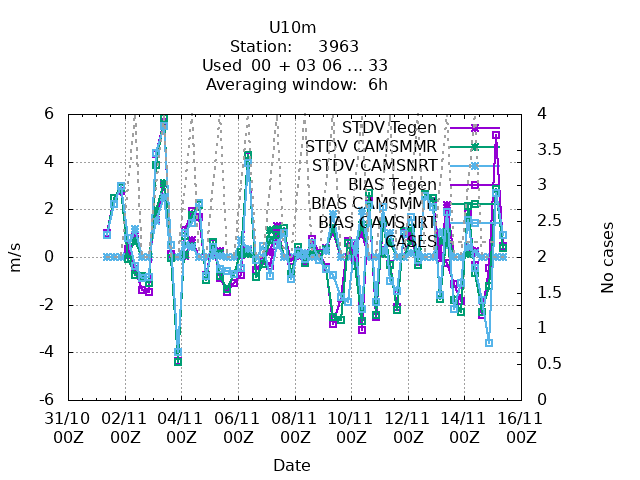 U10m
Station: 3963
Used 00 + 03 06 ... 33
Averaging window: 6h
STDV Tegen
STDV CAMSMMR
STDV CAMSNRT
BIAS Tegen
BIAS CAMSMMR
BIAS CAMSNRT
CASES
6
4
2
0
-2
-4
-6
m/s
4
3.5
3
2.5
2
1.5
1
0.5
0
No cases
31/10 02/11 04/11 06/11 08/11 10/11 12/11 14/11 16/11
00Z 00Z 00Z 00Z 00Z 00Z 00Z 00Z 00Z
Date